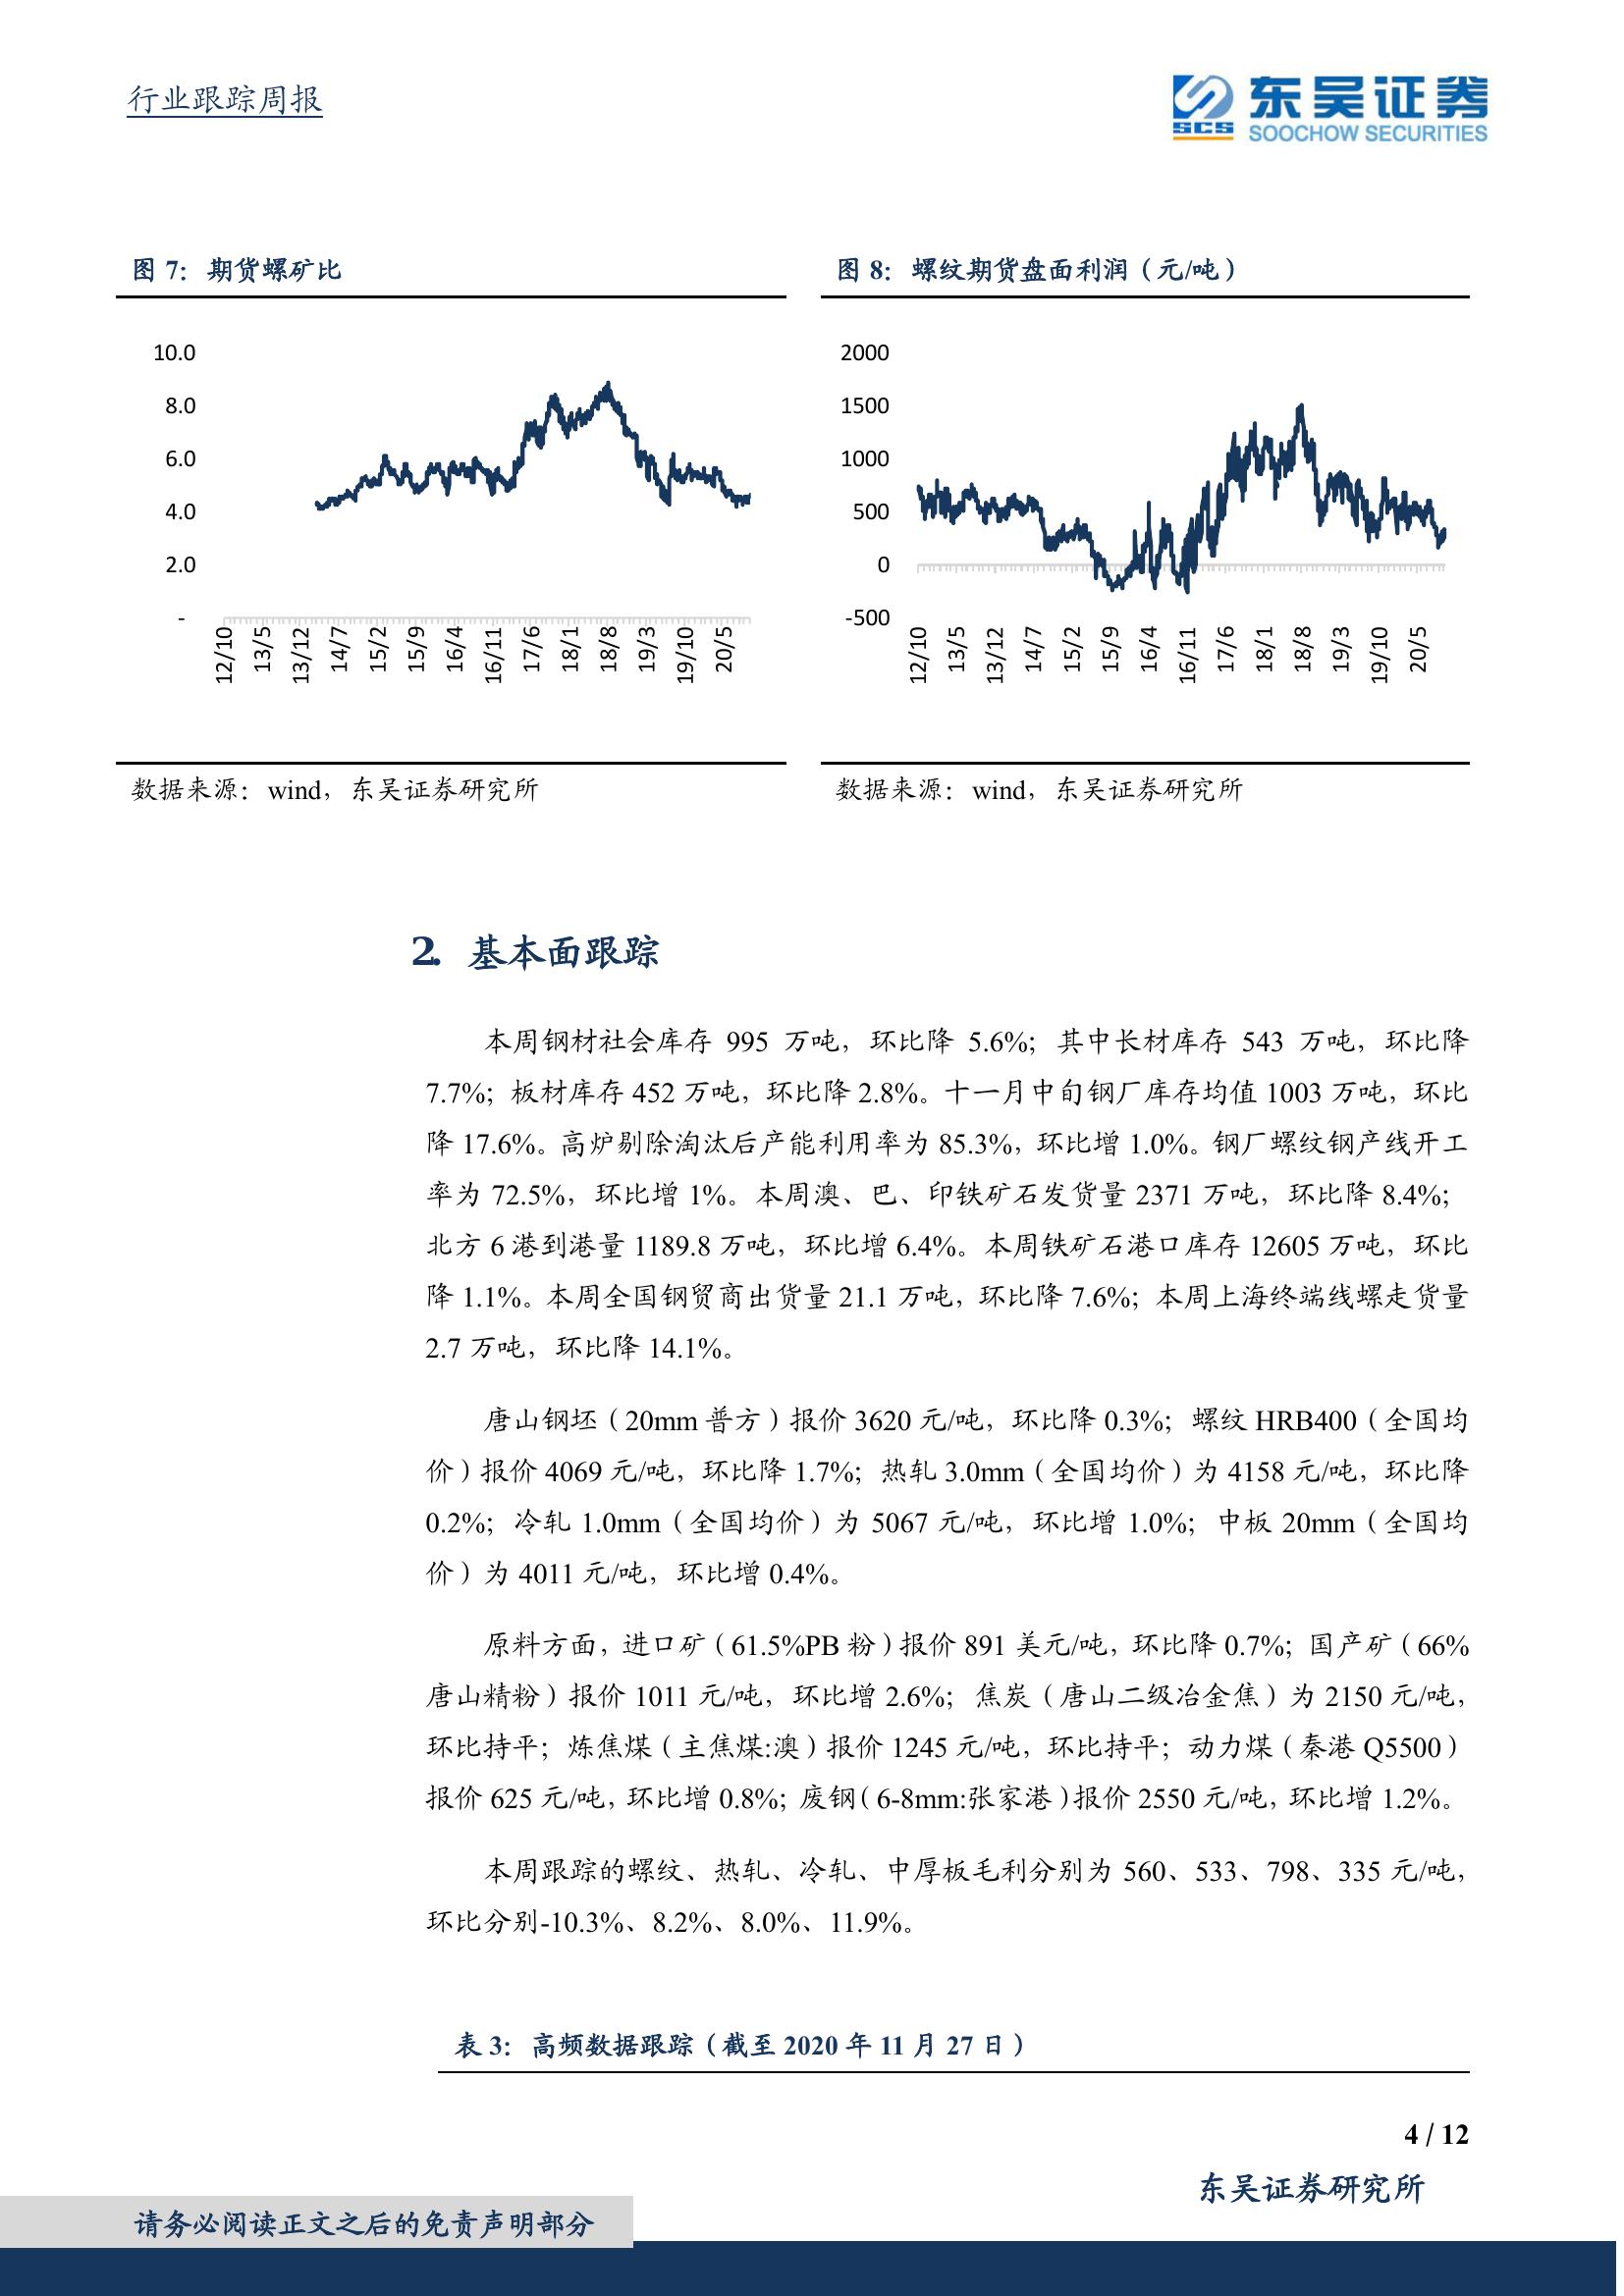 行业跟踪周报
东吴证券
SCS
SOOCHOW SECURITIES
图 7：期货螺矿比
10.0
8.0
6.0
4.0
2.0
-
12/10 13/5 13/12 14/7 15/2 15/9 16/4 16/11 17/6 18/1 18/8 19/3 19/10 20/5
数据来源：wind，东吴证券研究所
图 8：螺纹期货盘面利润（元/吨）
2000
1500
1000
500
0
-500
12/10 13/5 13/12 14/7 15/2 15/9 16/4 16/11 17/6 18/1 18/8 19/3 19/10 20/5
数据来源：wind，东吴证券研究所
2. 基本面跟踪
本周钢材社会库存 995 万吨，环比降 5.6%；其中长材库存 543 万吨，环比降
7.7%；板材库存 452 万吨，环比降 2.8%。十一月中旬钢厂库存均值 1003 万吨，环比
降 17.6%。高炉剔除淘汰后产能利用率为 85.3%，环比增 1.0%。钢厂螺纹钢产线开工
率为 72.5%，环比增 1%。本周澳、巴、印铁矿石发货量 2371 万吨，环比降 8.4%；
北方 6 港到港量 1189.8 万吨，环比增 6.4%。本周铁矿石港口库存 12605 万吨，环比
降 1.1%。本周全国钢贸商出货量 21.1 万吨，环比降 7.6%；本周上海终端线螺走货量
2.7 万吨，环比降 14.1%。
唐山钢坯（20mm 普方）报价 3620 元/吨，环比降 0.3%；螺纹 HRB400（全国均
价）报价 4069 元/吨，环比降 1.7%；热轧 3.0mm（全国均价）为 4158 元/吨，环比降
0.2%；冷轧 1.0mm（全国均价）为 5067 元/吨，环比增 1.0%；中板 20mm（全国均
价）为 4011 元/吨，环比增 0.4%。
原料方面，进口矿（61.5%PB 粉）报价 891 美元/吨，环比降 0.7%；国产矿（66%
唐山精粉）报价 1011 元/吨，环比增 2.6%；焦炭（唐山二级冶金焦）为 2150 元/吨，
环比持平；炼焦煤（主焦煤:澳）报价 1245 元/吨，环比持平；动力煤（秦港 Q5500）
报价 625 元/吨，环比增 0.8%；废钢（6-8mm:张家港）报价 2550 元/吨，环比增 1.2%。
本周跟踪的螺纹、热轧、冷轧、中厚板毛利分别为 560、533、798、335 元/吨，
环比分别-10.3%、8.2%、8.0%、11.9%。
表 3：高频数据跟踪（截至 2020 年 11 月 27 日）
4 / 12
东吴证券研究所
请务必阅读正文之后的免责声明部分